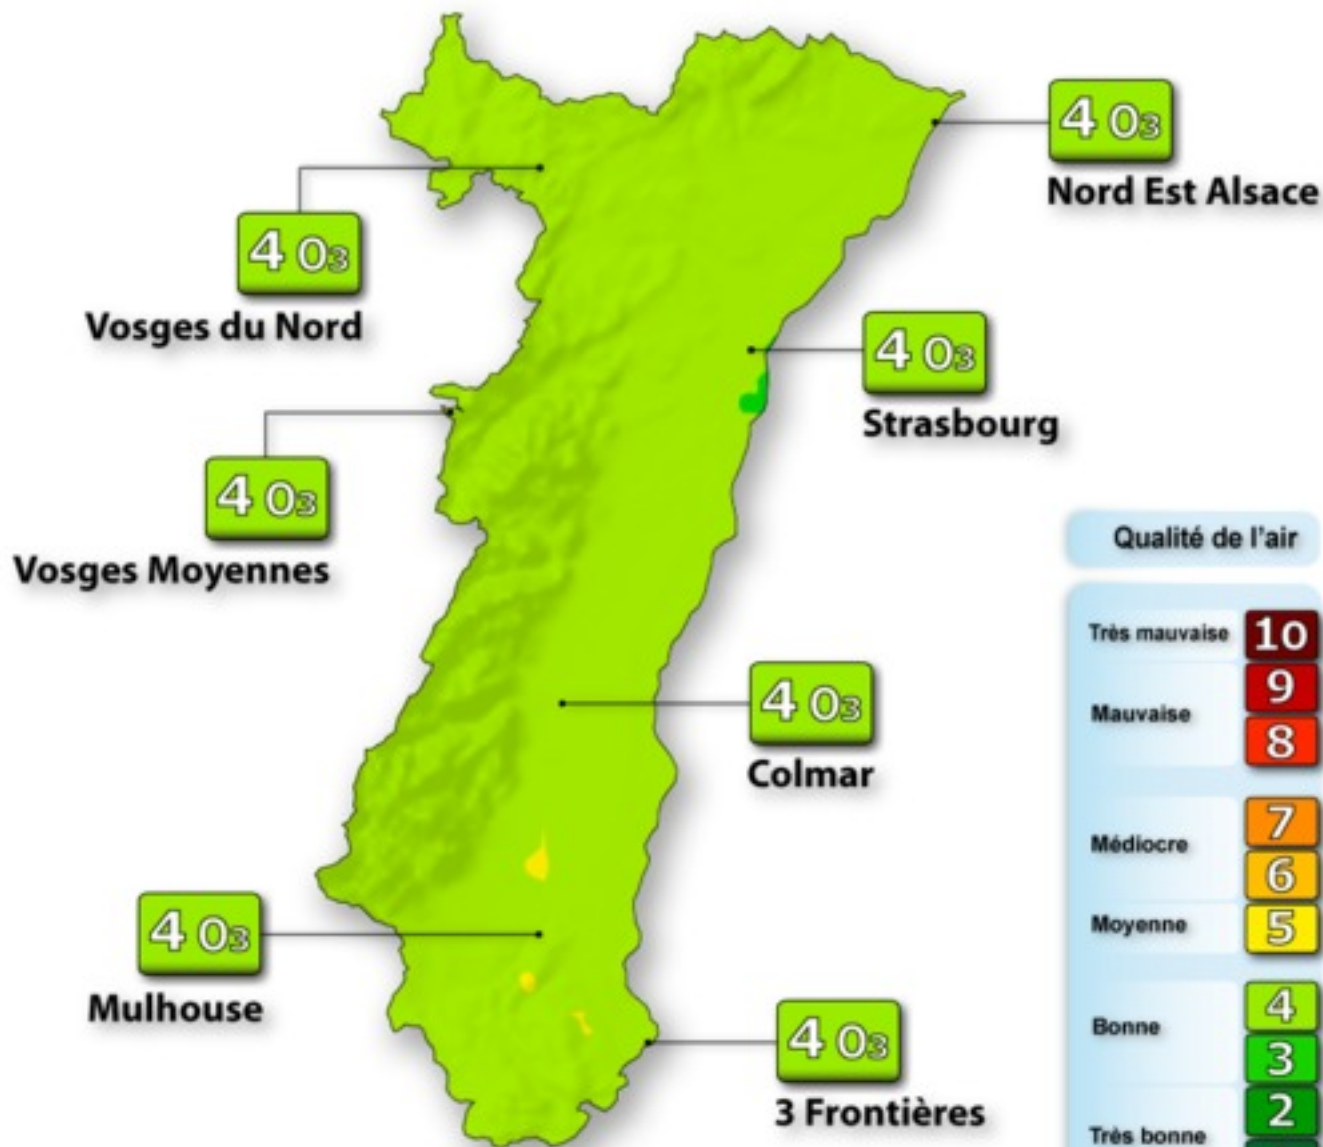 4 O3
Nord Est Alsace
4 O3
Vosges du Nord
4 O3
Strasbourg
4 O3
Vosges Moyennes
Qualité de l'air
Très mauvaise 10
9
Mauvaise
8
4 O3
Colmar
7
Médiocre
6
Moyenne 5
4 O3
Mulhouse
4
Bonne
3
4 O3
3 Frontières
2
Très bonne